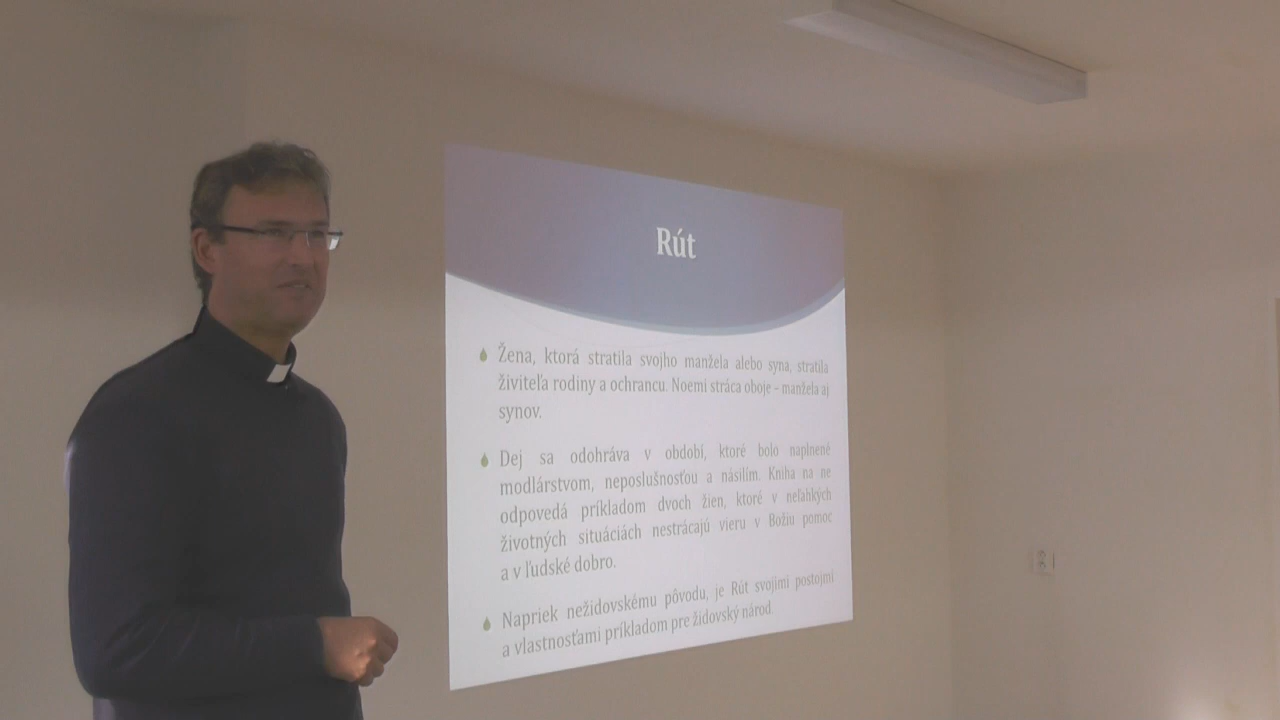 Rút
Žena, ktorá stratila svojho manžela alebo syna, stratila
živiteľa rodiny a ochrancu. Noemi stráca oboje – manžela aj
synov.
Dej sa odohráva v období, ktoré bolo naplnené
modlárstvom, neposlušnosťou a násilím. Kniha na ne
odpovedá príkladom dvoch žien, ktoré v neľahkých
životných situáciách nestrácajú vieru v Božiu pomoc
a v ľudské dobro.
Napriek nežidovskému pôvodu, je Rút svojimi postojmi
a vlastnosťami príkladom pre židovský národ.